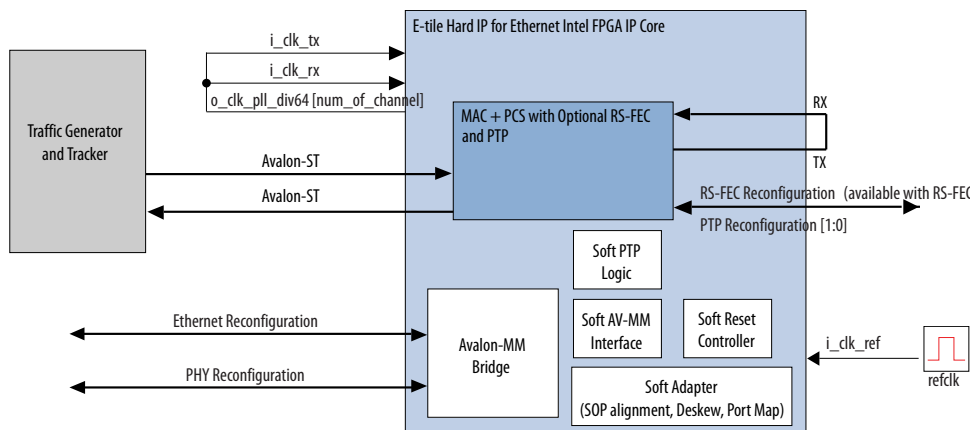 E-tile Hard IP for Ethernet Intel FPGA IP Core
i_clk_tx
i_clk_rx
o_clk_pll_div64 [num_of_channel]
Traffic Generator
and Tracker
MAC + PCS with Optional RS-FEC
and PTP
RX
TX
Avalon-ST
Avalon-ST
RS-FEC Reconfiguration (available with RS-FEC
PTP Reconfiguration [1:0]
Soft PTP
Logic
Ethernet Reconfiguration
PHY Reconfiguration
Avalon-MM
Bridge
Soft AV-MM
Interface
Soft Reset
Controller
i_clk_ref
refclk
Soft Adapter
(SOP alignment, Deskew, Port Map)